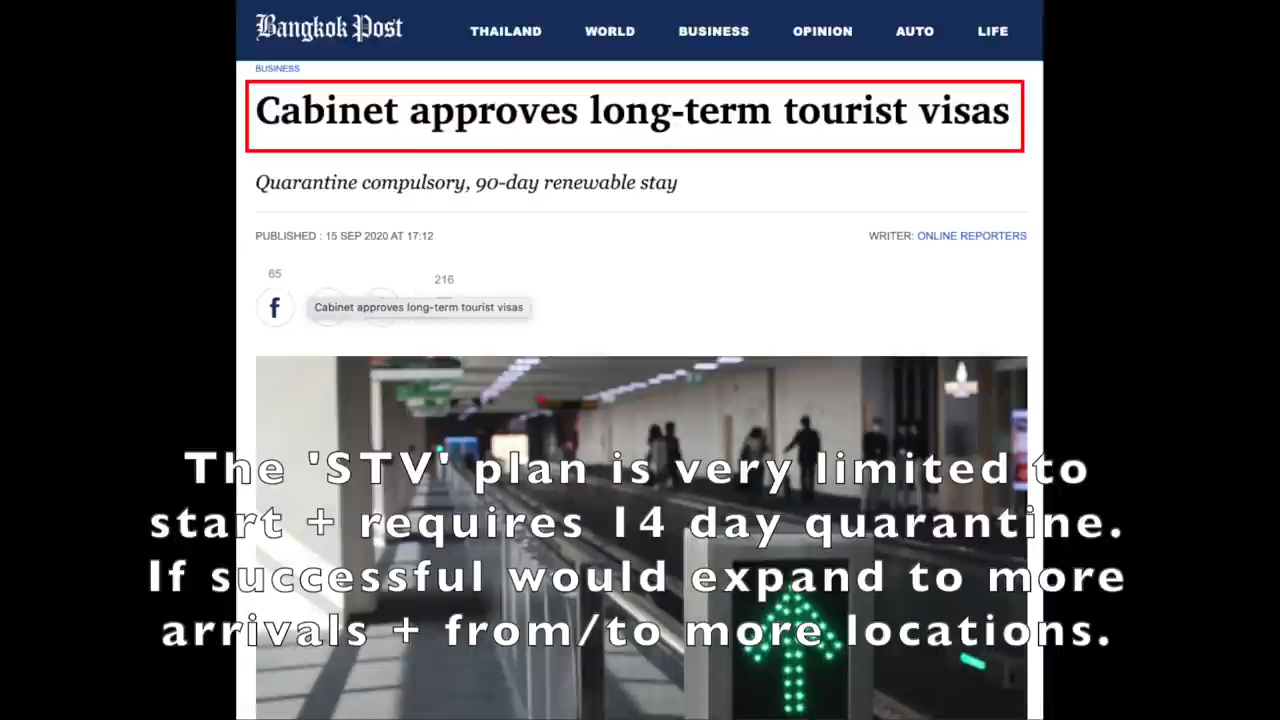 Bangkok Post THAILAND WORLD BUSINESS OPINION AUTO LIFE
BUSINESS
Cabinet approves long-term tourist visas
Quarantine compulsory, 90-day renewable stay
PUBLISHED : 15 SEP 2020 AT 17:12 WRITER: ONLINE REPORTERS
65 216
f Cabinet approves long-term tourist visas
The 'STV' plan is very limited to
start + requires 14 day quarantine.
If successful would expand to more
arrivals + from/to more locations.